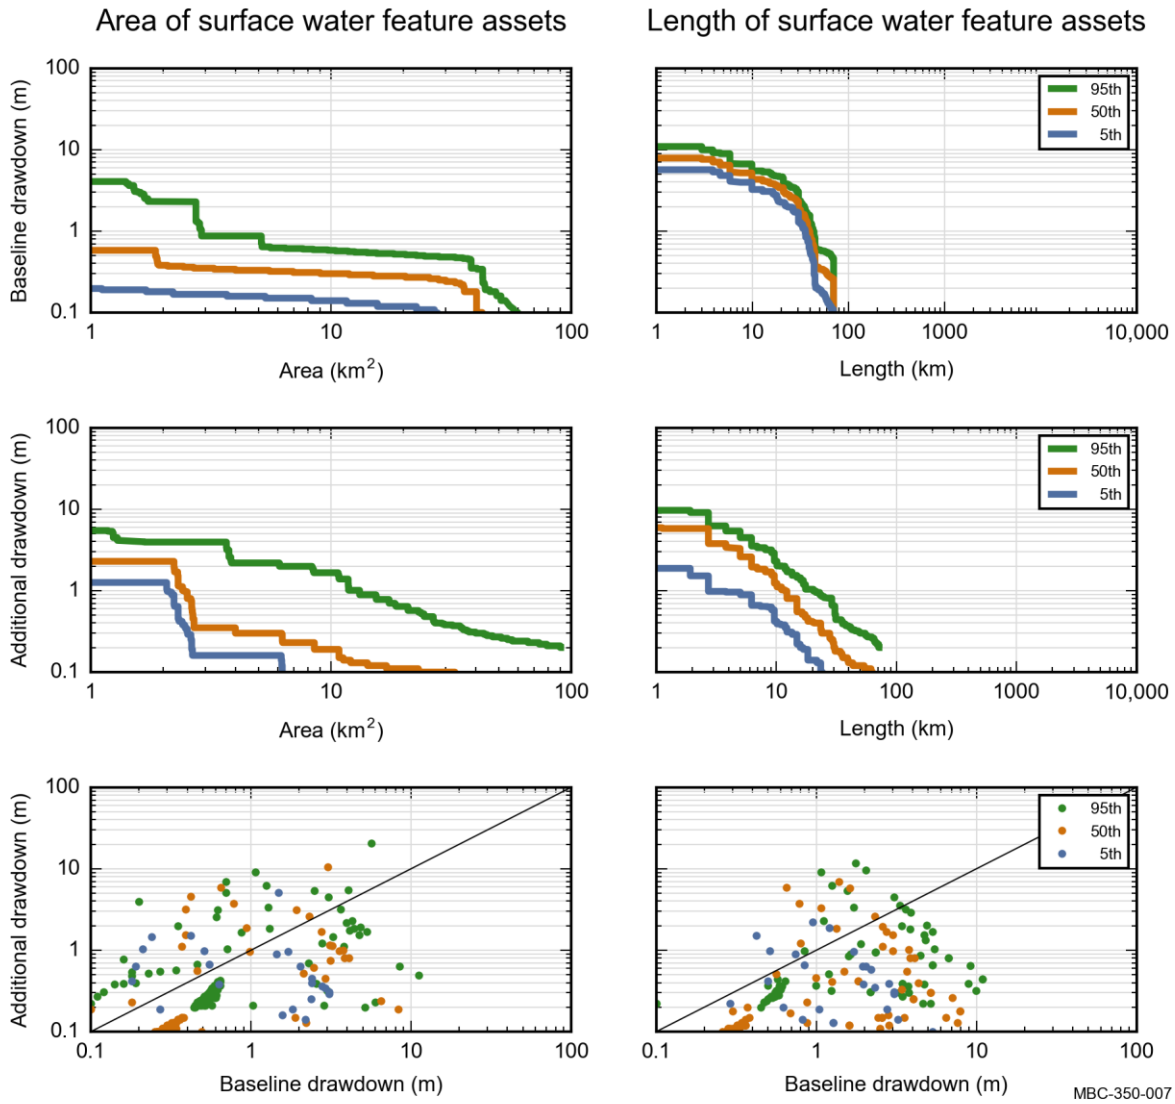 Area of surface water feature assets
Length of surface water feature assets
Baseline drawdown (m)
100
10
1
0.1
1
10
100
Area (km²)
95th
50th
5th
1
10
100
1000
10,000
Length (km)
Additional drawdown (m)
100
10
1
0.1
1
10
100
Area (km²)
95th
50th
5th
1
10
100
1000
10,000
Length (km)
Additional drawdown (m)
100
10
1
0.1
0.1
1
10
100
Baseline drawdown (m)
95th
50th
5th
0.1
1
10
100
Baseline drawdown (m)
MBC-350-007